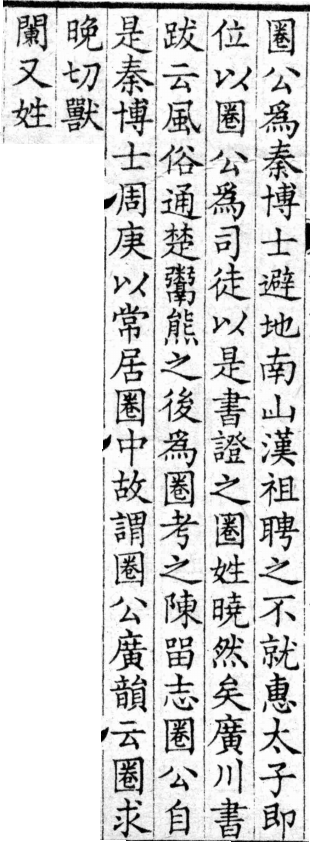 圈公爲秦博士避地南山漢祖聘之不就惠太子即
位以圈公爲司徒以是書證之圈姓曉然矣廣川書
跋云風俗通楚鬻熊之後爲圈考之陳留志圈公自
是秦博士周庚以常居圈中故謂圈公廣韻云圈求
晚切獸
闌又姓